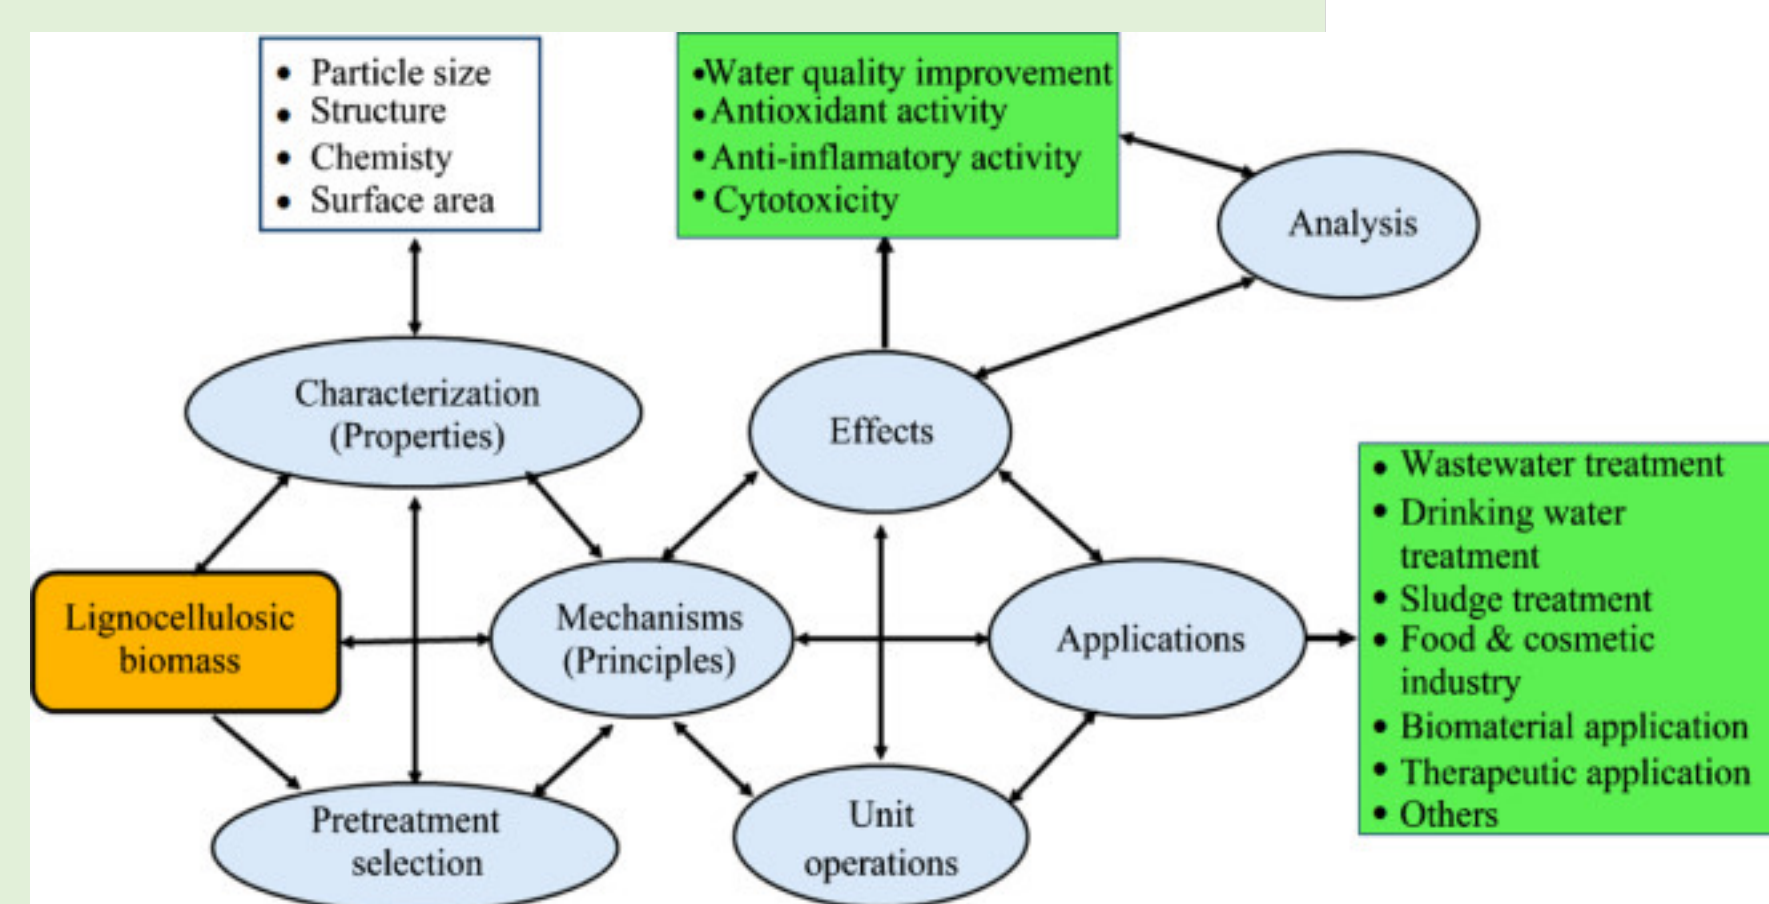 • Particle size
• Structure
• Chemisty
• Surface area
•Water quality improvement
•Antioxidant activity
•Anti-inflamatory activity
•Cytotoxicity
Analysis
Characterization
(Properties)
Effects
Lignocellulosic
biomass
Mechanisms
(Principles)
Applications
• Wastewater treatment
• Drinking water
treatment
• Sludge treatment
• Food & cosmetic
industry
• Biomaterial application
• Therapeutic application
• Others
Pretreatment
selection
Unit
operations